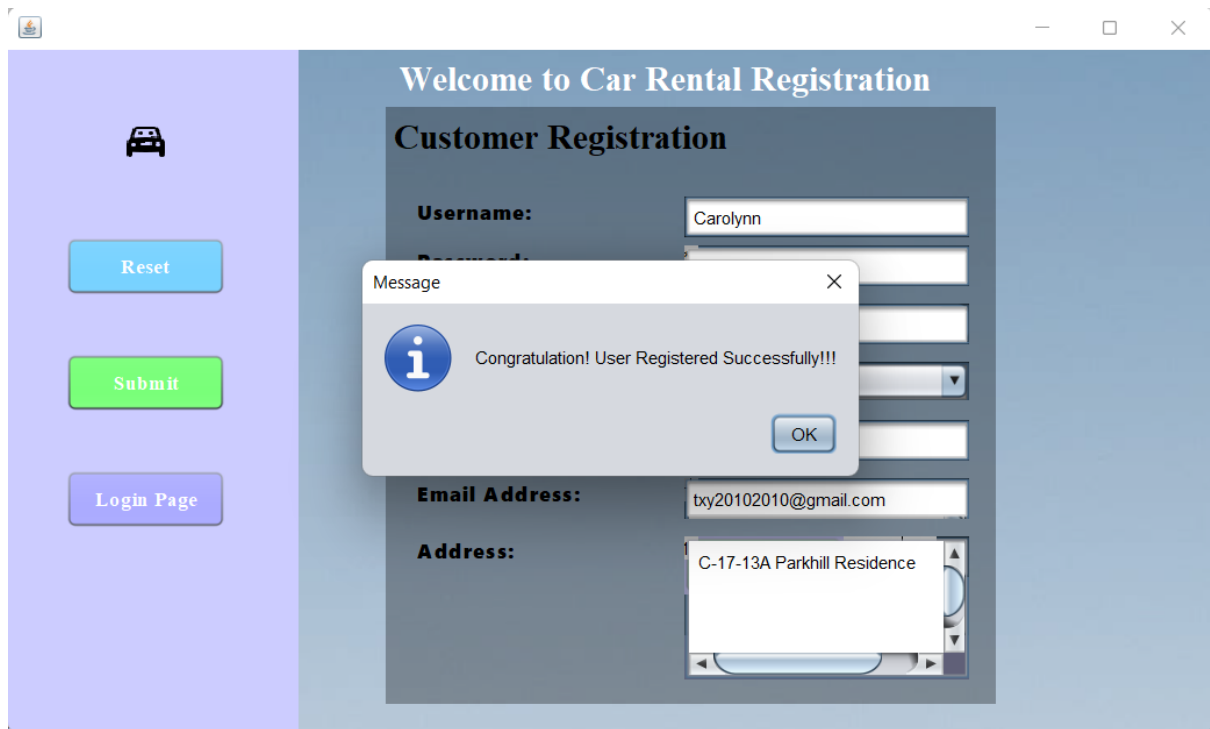 Welcome to Car Rental Registration
Customer Registration
Username:
Carolynn
Password:
Reset
Message
Congratulation! User Registered Successfully!!!
Submit
OK
Login Page
Email Address:
txy20102010@gmail.com
Address:
C-17-13A Parkhill Residence